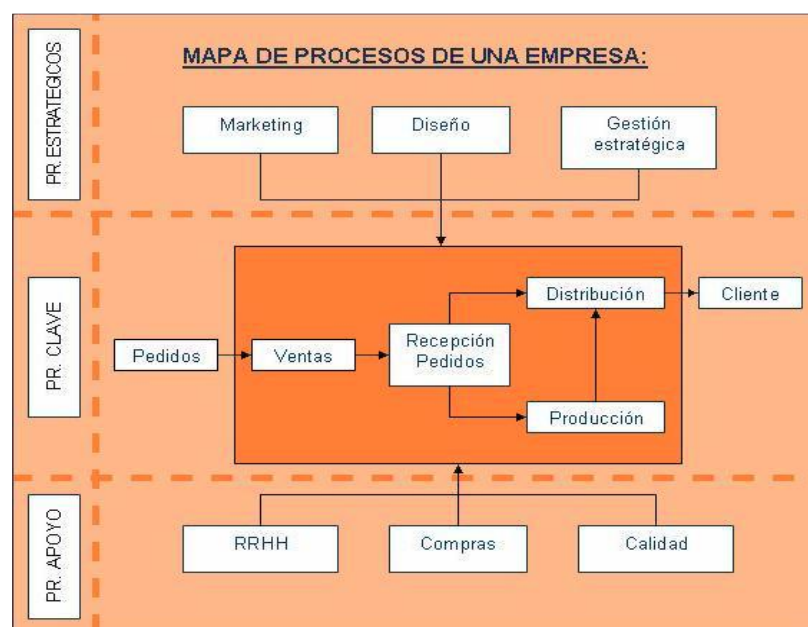 MAPA DE PROCESOS DE UNA EMPRESA:
PR.ESTRATEGICOS
Marketing
Diseño
Gestión
estratégica
PR. CLAVE
Pedidos
Ventas
Recepción
Pedidos
Distribución
Cliente
Producción
PR. APOYO
RRHH
Compras
Calidad